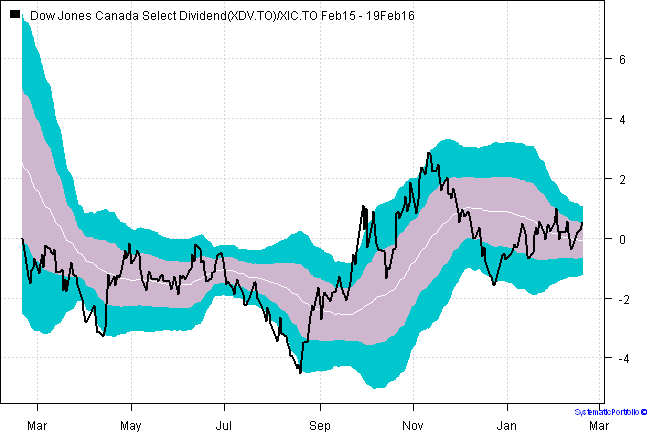 Dow Jones Canada Select Dividend(XDV.TO)/XIC.TO Feb15 - 19Feb16
6
4
2
0
-2
-4
SystematicPortfolio ©
Mar May Jul Sep Nov Jan Mar